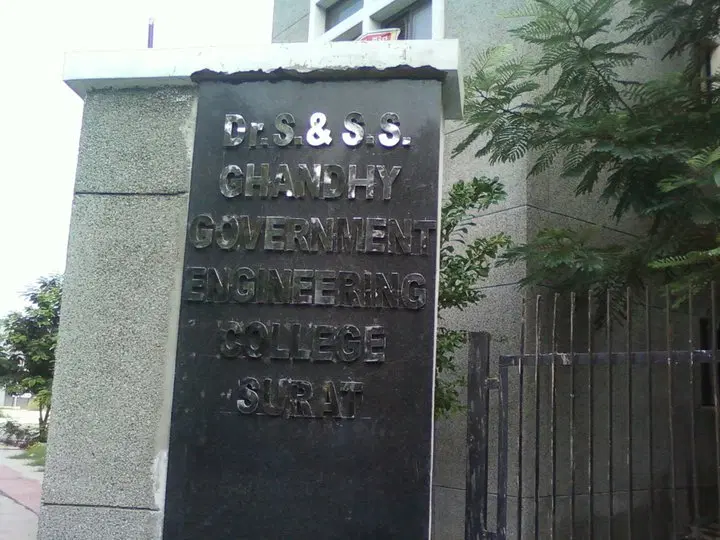 Dr. S. & S.S.
GHANDHY
GOVERNMENT
ENGINEERING
COLLEGE
SURAT